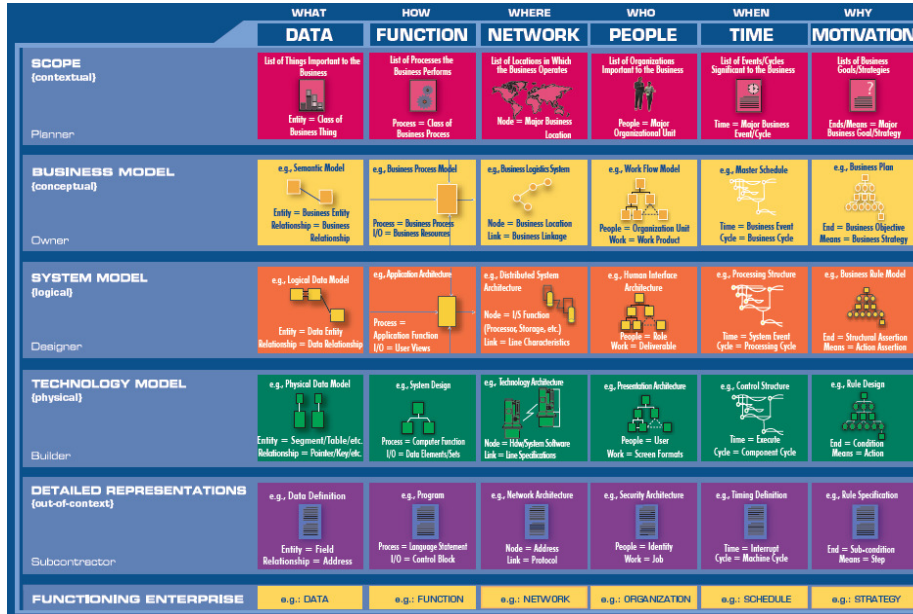 WHAT HOW WHERE WHO WHEN WHY
DATA FUNCTION NETWORK PEOPLE TIME MOTIVATION
SCOPE
{contextual}
Planner
List of Things Important to the
Business
Entity = Class of
Business Thing
List of Processes the
Business Performs
Process = Class of
Business Process
List of Locations in Which
the Business Operates
Node = Major Business
Location
List of Organizations
Important to the Business
People = Major
Organizational Unit
List of Events/Cycles
Significant to the Business
Time = Major Business
Event/Cycle
Lists of Business
Goals/Strategies
?
Ends/Means = Major
Business Goal/Strategy
BUSINESS MODEL
{conceptual}
Owner
e.g., Semantic Model
Entity = Business Entity
Relationship = Business
Relationship
e.g., Business Process Model
Process = Business Process
I/O = Business Resources
e.g., Business Logistics System
Node = Business Location
Link = Business Linkage
e.g., Work Flow Model
People = Organization Unit
Work = Work Product
e.g., Master Schedule
Time = Business Event
Cycle = Business Cycle
e.g., Business Plan
End = Business Objective
Means = Business Strategy
SYSTEM MODEL
{logical}
Designer
e.g., Logical Data Model
Entity = Data Entity
Relationship = Data Relationship
e.g., Application Architecture
Process =
Application Function
I/O = User Views
e.g., Distributed System
Architecture
Node = I/S Function
(Processor, Storage, etc.)
Link = Line Characteristics
e.g., Human Interface
Architecture
People = Role
Work = Deliverable
e.g., Processing Structure
Time = System Event
Cycle = Processing Cycle
e.g., Business Rule Model
End = Structural Assertion
Means = Action Assertion
TECHNOLOGY MODEL
{physical}
Builder
e.g., Physical Data Model
Entity = Segment/Table/etc.
Relationship = Pointer/Key/etc.
e.g., System Design
Process = Computer Function
I/O = Data Elements/Sets
e.g., Technology Architecture
Node = Hdw/System Software
Link = Line Specifications
e.g., Presentation Architecture
People = User
Work = Screen Formats
e.g., Control Structure
Time = Execute
Cycle = Component Cycle
e.g., Rule Design
End = Condition
Means = Action
DETAILED REPRESENTATIONS
{out-of-context}
Subcontractor
e.g., Data Definition
Entity = Field
Relationship = Address
e.g., Program
Process = Language Statement
I/O = Control Block
e.g., Network Architecture
Node = Address
Link = Protocol
e.g., Security Architecture
People = Identity
Work = Job
e.g., Timing Definition
Time = Interrupt
Cycle = Machine Cycle
e.g., Rule Specification
End = Sub-condition
Means = Step
FUNCTIONING ENTERPRISE
e.g.: DATA
e.g.: FUNCTION
e.g.: NETWORK
e.g.: ORGANIZATION
e.g.: SCHEDULE
e.g.: STRATEGY